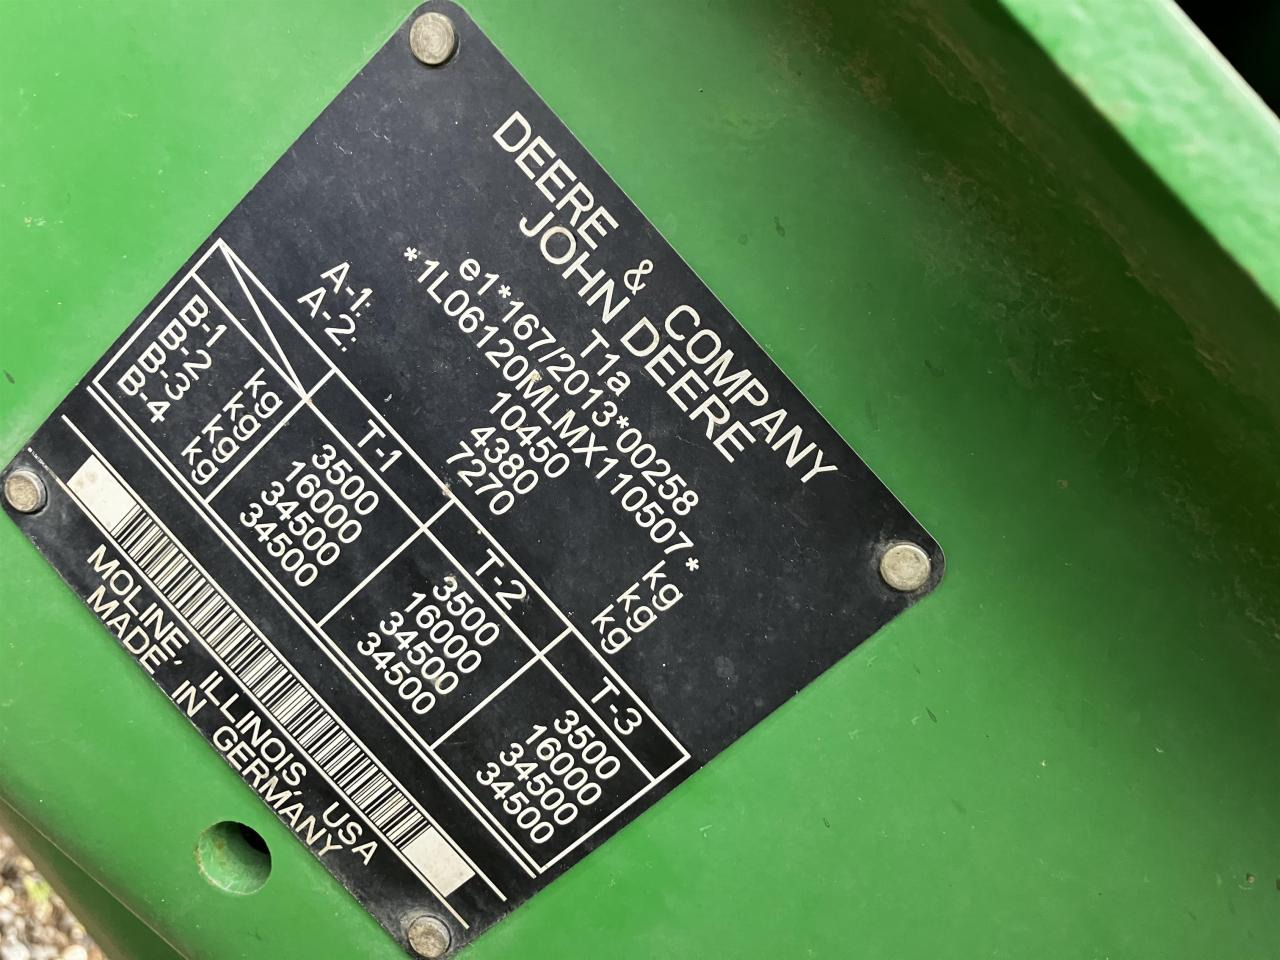 DEERE & COMPANY
JOHN DEERE
T1a
e1*167/2013*00258
*1L06120MLMX110507*
10450 kg
A-1: 4380 kg
A-2: 7270 kg
T-1 T-2 T-3
B-1 kg 3500 3500 3500
B-2 kg 16000 16000 16000
B-3 kg 34500 34500 34500
B-4 kg 34500 34500 34500
MOLINE, ILLINOIS, USA
MADE IN GERMANY